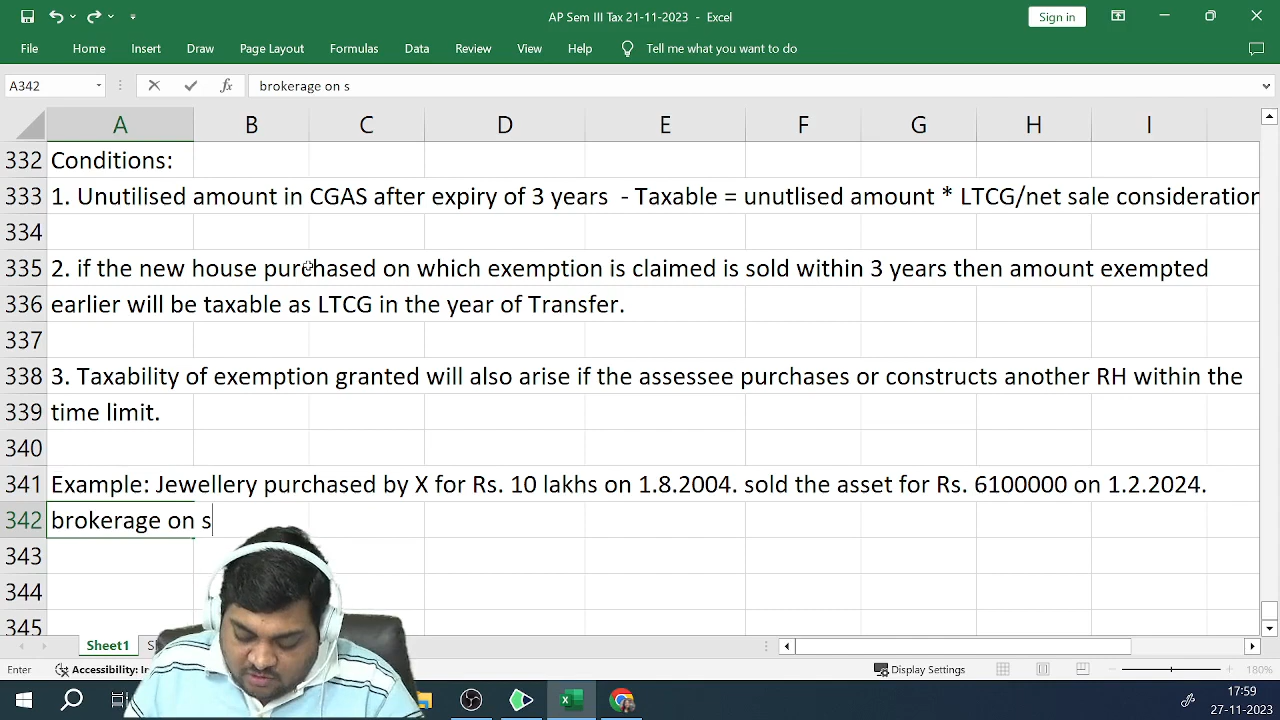 AP Sem III Tax 21-11-2023 - Excel
Sign in
File Home Insert Draw Page Layout Formulas Data Review View Help Tell me what you want to do
A342 brokerage on s
A B C D E F G H I
332 Conditions:
333 1. Unutilised amount in CGAS after expiry of 3 years - Taxable = unutlised amount * LTCG/net sale consideration
334
335 2. if the new house purchased on which exemption is claimed is sold within 3 years then amount exempted
336 earlier will be taxable as LTCG in the year of Transfer.
337
338 3. Taxability of exemption granted will also arise if the assessee purchases or constructs another RH within the
339 time limit.
340
341 Example: Jewellery purchased by X for Rs. 10 lakhs on 1.8.2004. sold the asset for Rs. 6100000 on 1.2.2024.
342 brokerage on s
343
344
345
Sheet1
Enter Accessibility: Display Settings 180%
17:59
27-11-2023